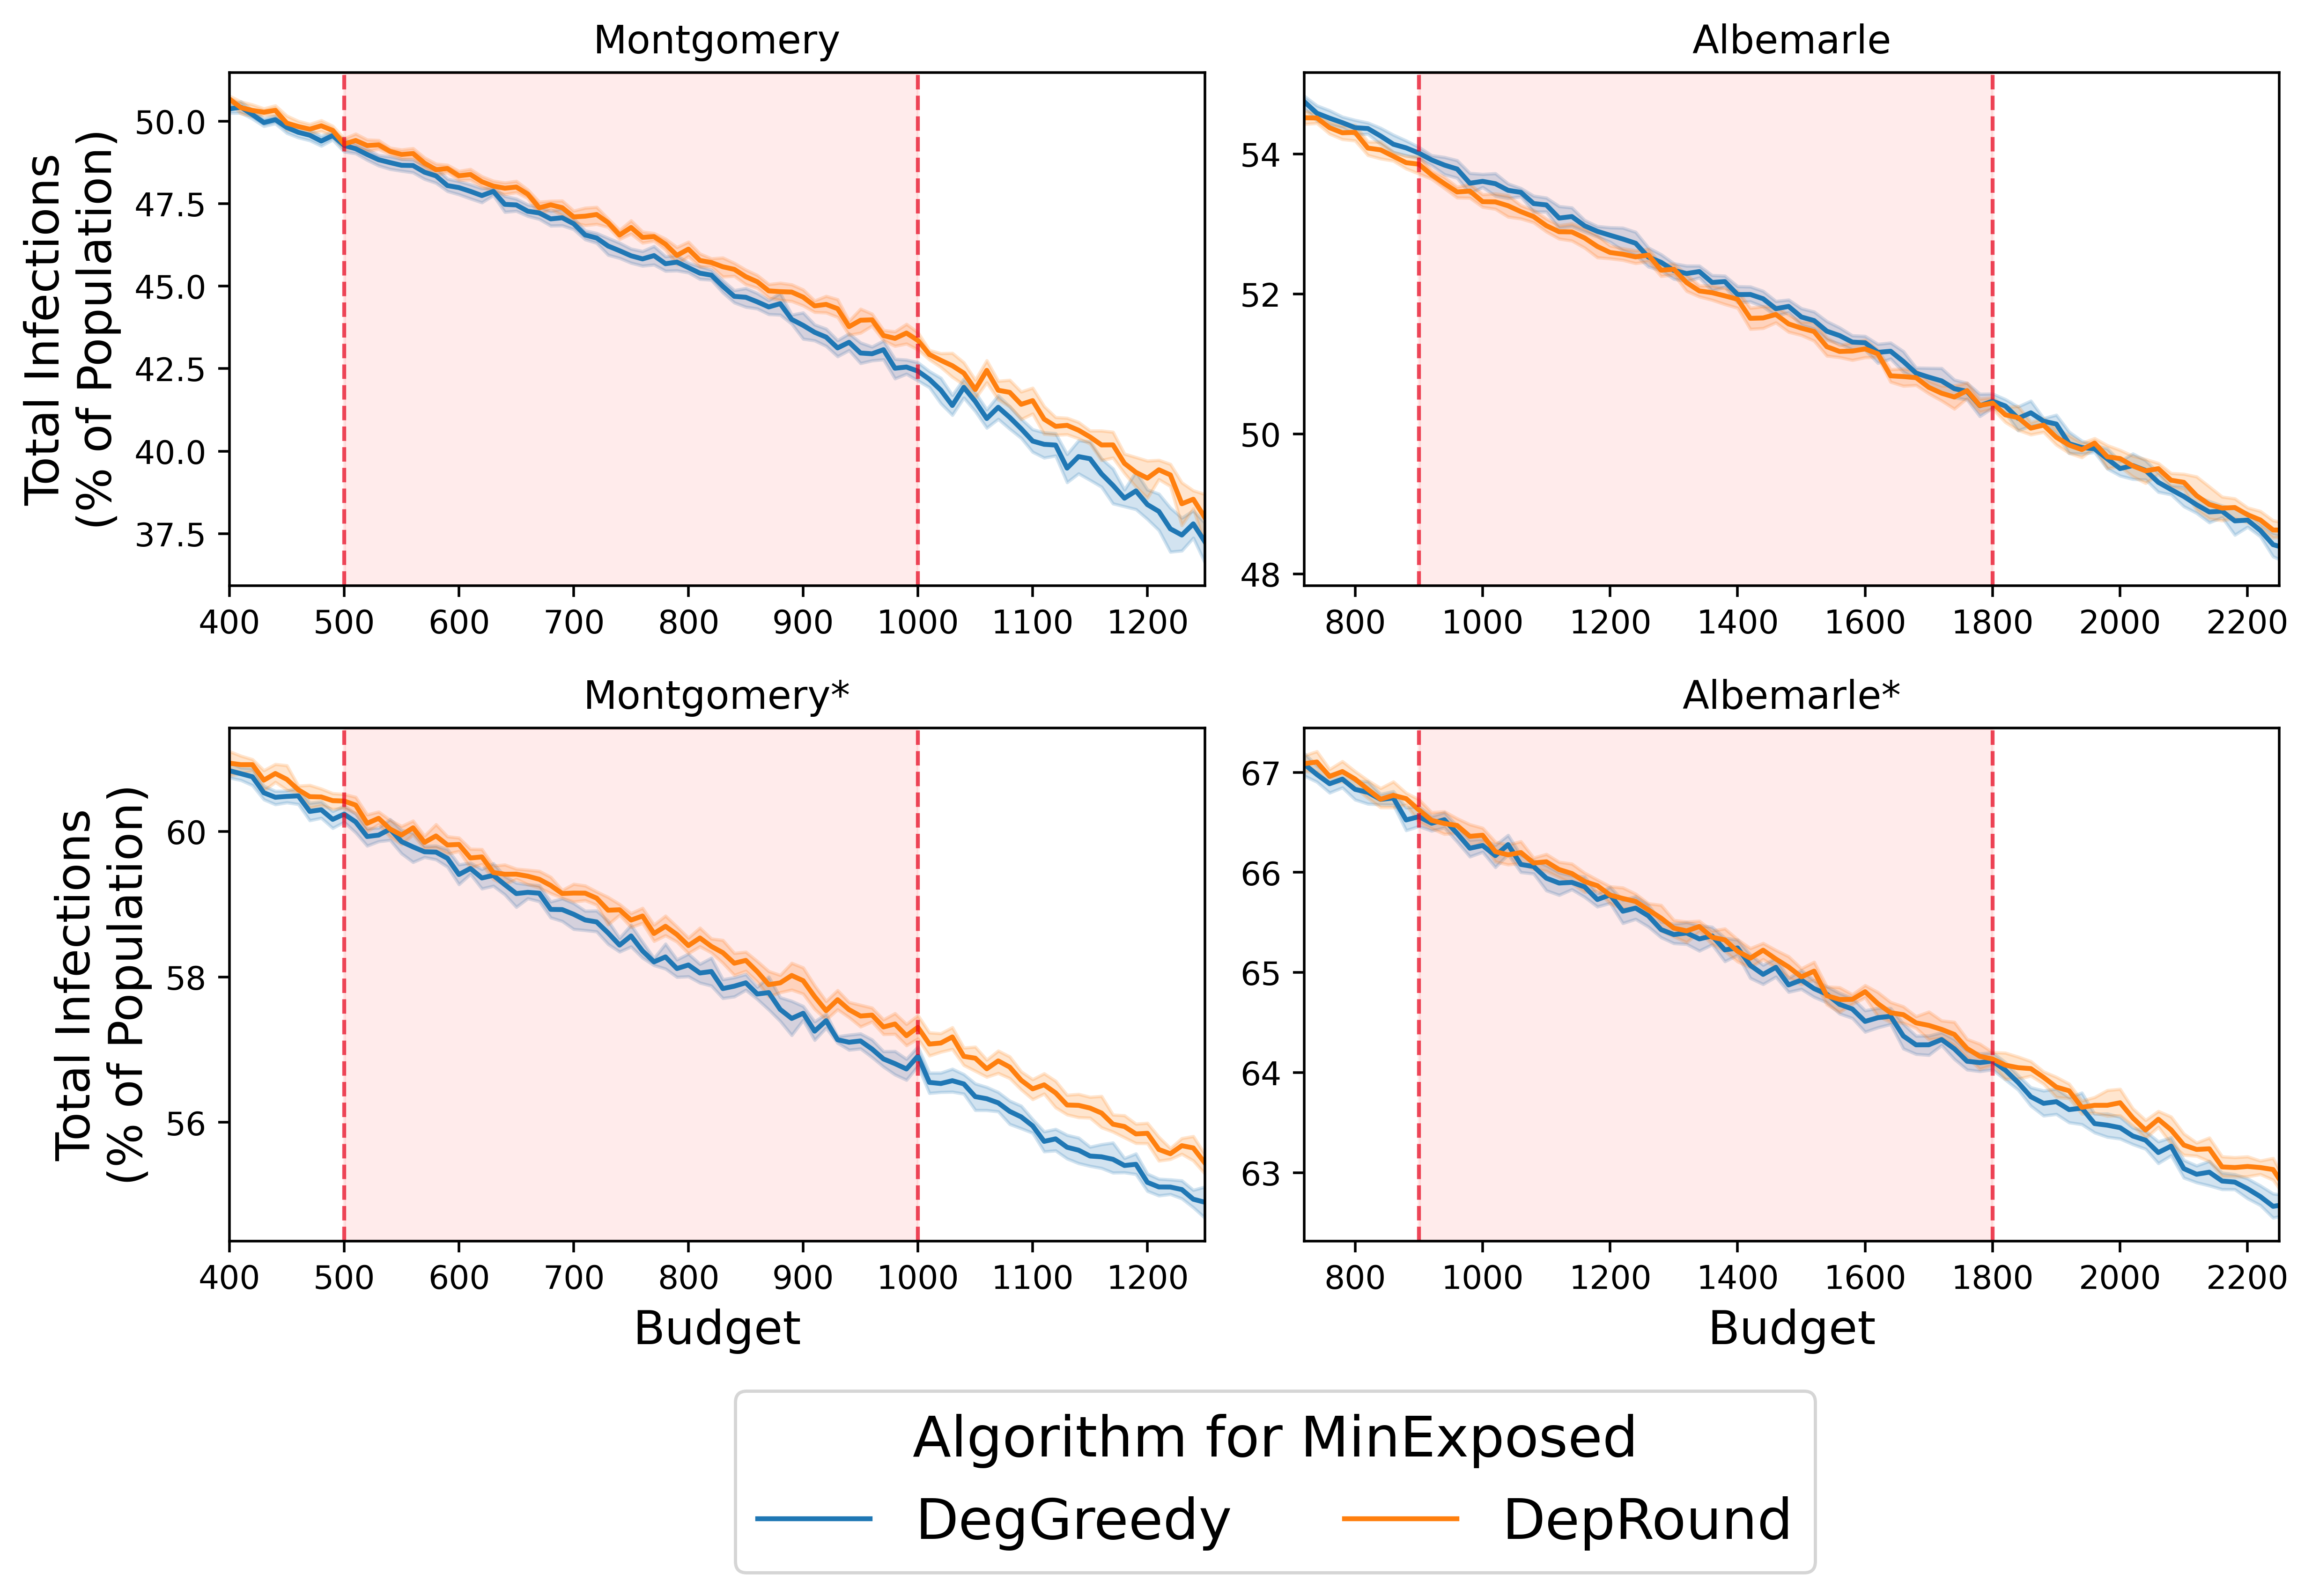 Montgomery
Albemarle
Total Infections
(% of Population)
50.0
47.5
45.0
42.5
40.0
37.5
54
52
50
48
400 500 600 700 800 900 1000 1100 1200
800 1000 1200 1400 1600 1800 2000 2200
Montgomery*
Albemarle*
Total Infections
(% of Population)
60
58
56
67
66
65
64
63
400 500 600 700 800 900 1000 1100 1200
800 1000 1200 1400 1600 1800 2000 2200
Budget
Budget
Algorithm for MinExposed
DegGreedy
DepRound